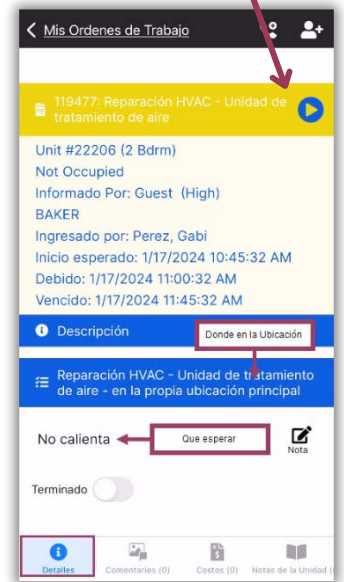 Mis Ordenes de Trabajo
119477: Reparación HVAC - Unidad de
tratamiento de aire
Unit #22206 (2 Bdrm)
Not Occupied
Informado Por: Guest (High)
BAKER
Ingresado por: Perez, Gabi
Inicio esperado: 1/17/2024 10:45:32 AM
Debido: 1/17/2024 11:00:32 AM
Vencido: 1/17/2024 11:45:32 AM
Descripción
Donde en la Ubicación
Reparación HVAC - Unidad de tratamiento
de aire - en la propia ubicación principal
No calienta
Que esperar
Nota
Terminado
Detalles
Comentarios (0)
Costos (0)
Notas de la Unidad (